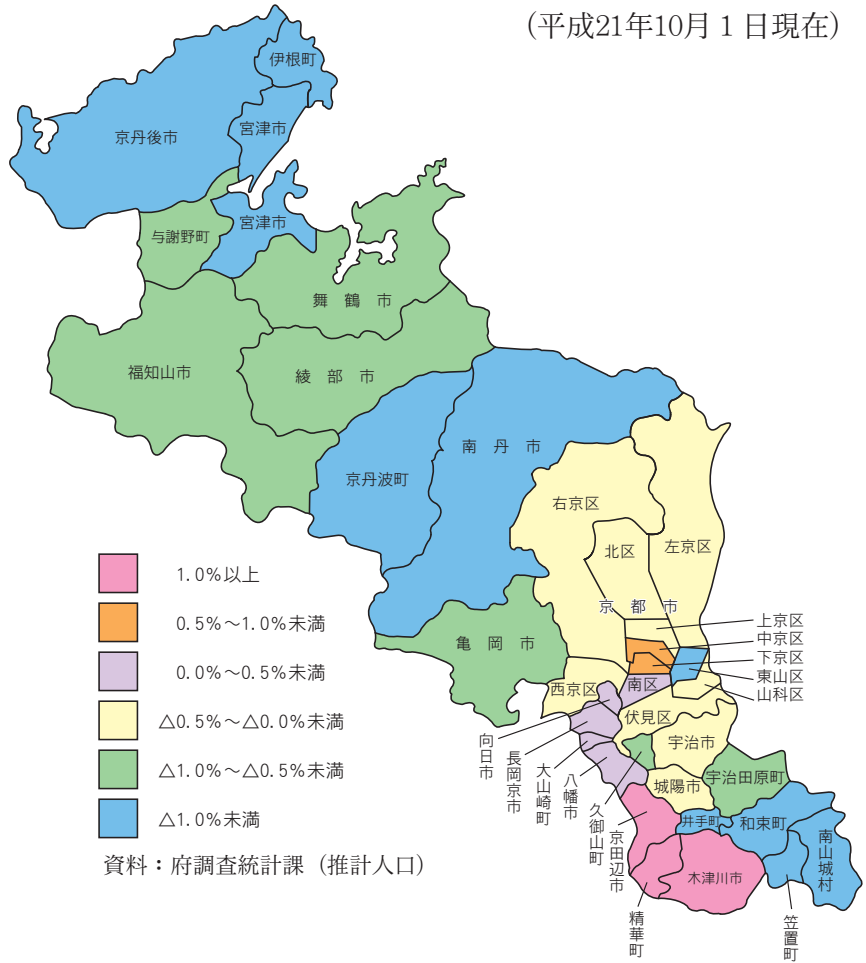 (平成21年10月1日現在)
伊根町
京丹後市
宮津市
宮津市
与謝野町
舞鶴市
福知山市
綾部市
南丹市
京丹波町
右京区
北区
左京区
京都市
上京区
中京区
下京区
東山区
山科区
亀岡市
西京区
南区
伏見区
宇治市
向日市
長岡京市
大山崎町
八幡市
久御山町
城陽市
宇治田原町
京田辺市
井手町
和束町
南山城村
木津川市
精華町
笠置町
1.0%以上
0.5%〜1.0%未満
0.0%〜0.5%未満
△0.5%〜△0.0%未満
△1.0%〜△0.5%未満
△1.0%未満
資料：府調査統計課（推計人口）